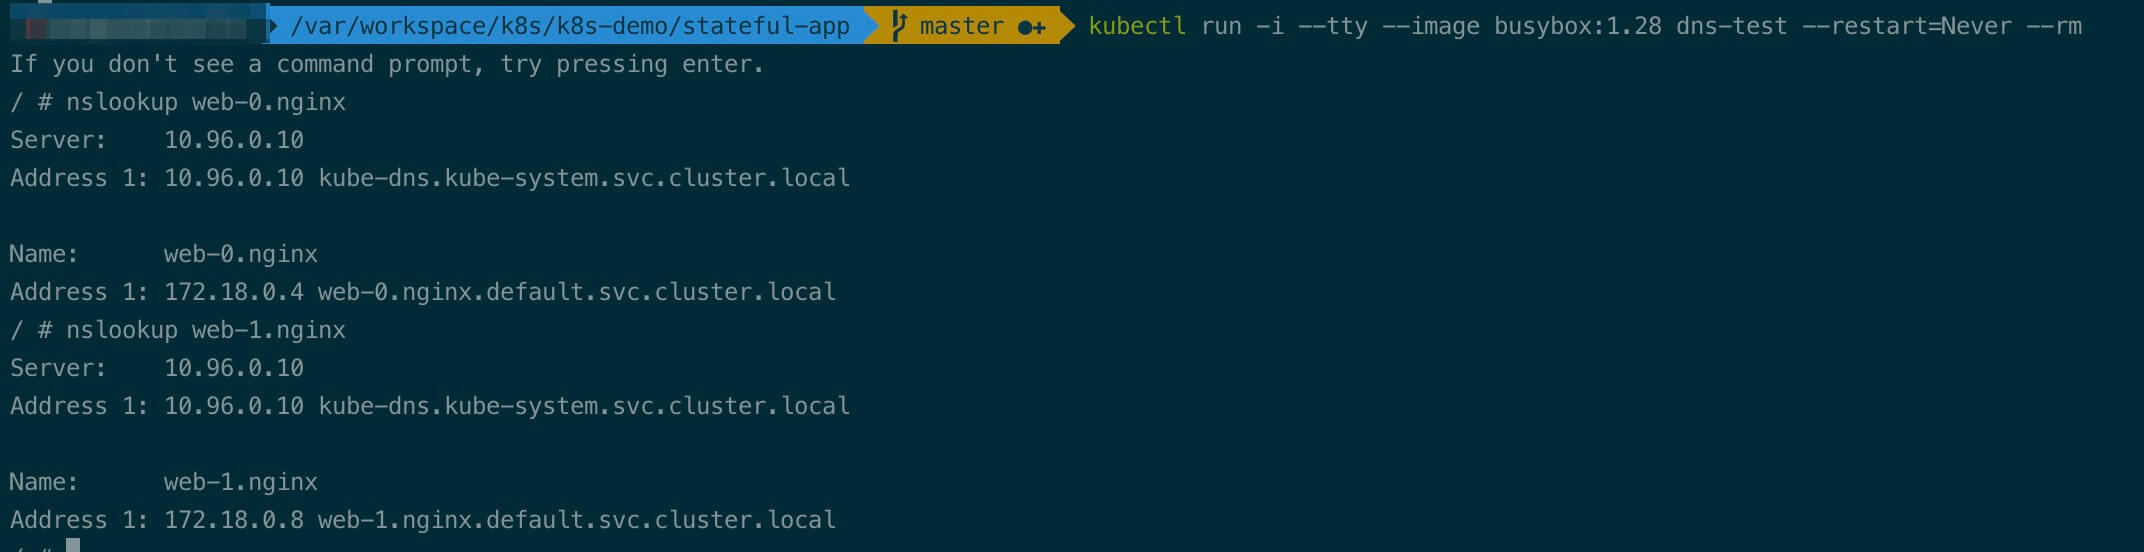 /var/workspace/k8s/k8s-demo/stateful-app master ●+ kubectl run -i --tty --image busybox:1.28 dns-test --restart=Never --rm
If you don't see a command prompt, try pressing enter.
/ # nslookup web-0.nginx
Server:    10.96.0.10
Address 1: 10.96.0.10 kube-dns.kube-system.svc.cluster.local

Name:      web-0.nginx
Address 1: 172.18.0.4 web-0.nginx.default.svc.cluster.local
/ # nslookup web-1.nginx
Server:    10.96.0.10
Address 1: 10.96.0.10 kube-dns.kube-system.svc.cluster.local

Name:      web-1.nginx
Address 1: 172.18.0.8 web-1.nginx.default.svc.cluster.local
/ #